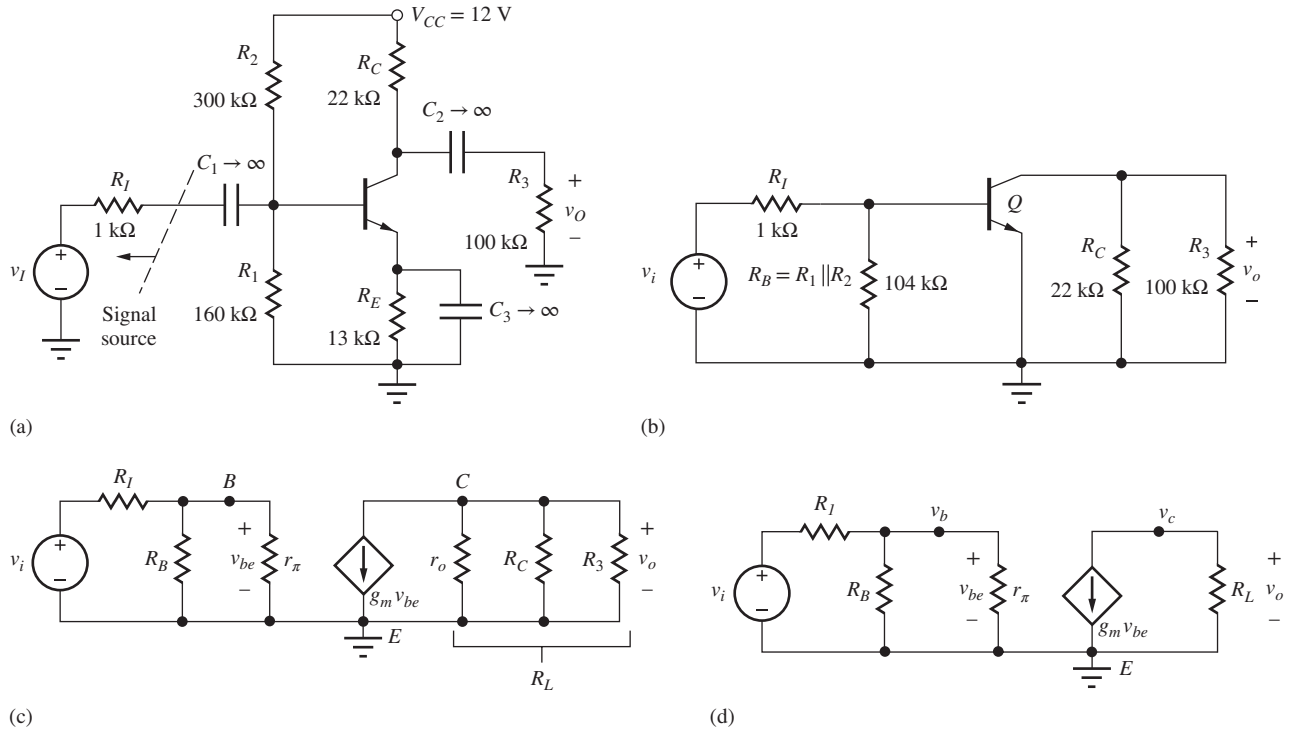 V_CC = 12 V
R_2
300 kΩ
R_C
22 kΩ
C_2 → ∞
C_1 → ∞
R_I
1 kΩ
R_3
100 kΩ
+
v_O
−
v_I
+
−
Signal
source
R_1
160 kΩ
R_E
13 kΩ
C_3 → ∞
(a)
R_I
1 kΩ
Q
v_i
+
−
R_B = R_1 || R_2
104 kΩ
R_C
22 kΩ
R_3
100 kΩ
+
v_o
−
(b)
R_I
B
C
v_i
+
−
R_B
+
v_be
−
r_π
g_m v_be
r_o
R_C
R_3
+
v_o
−
E
R_L
(c)
R_I
v_b
v_c
v_i
+
−
R_B
+
v_be
−
r_π
g_m v_be
R_L
+
v_o
−
E
(d)